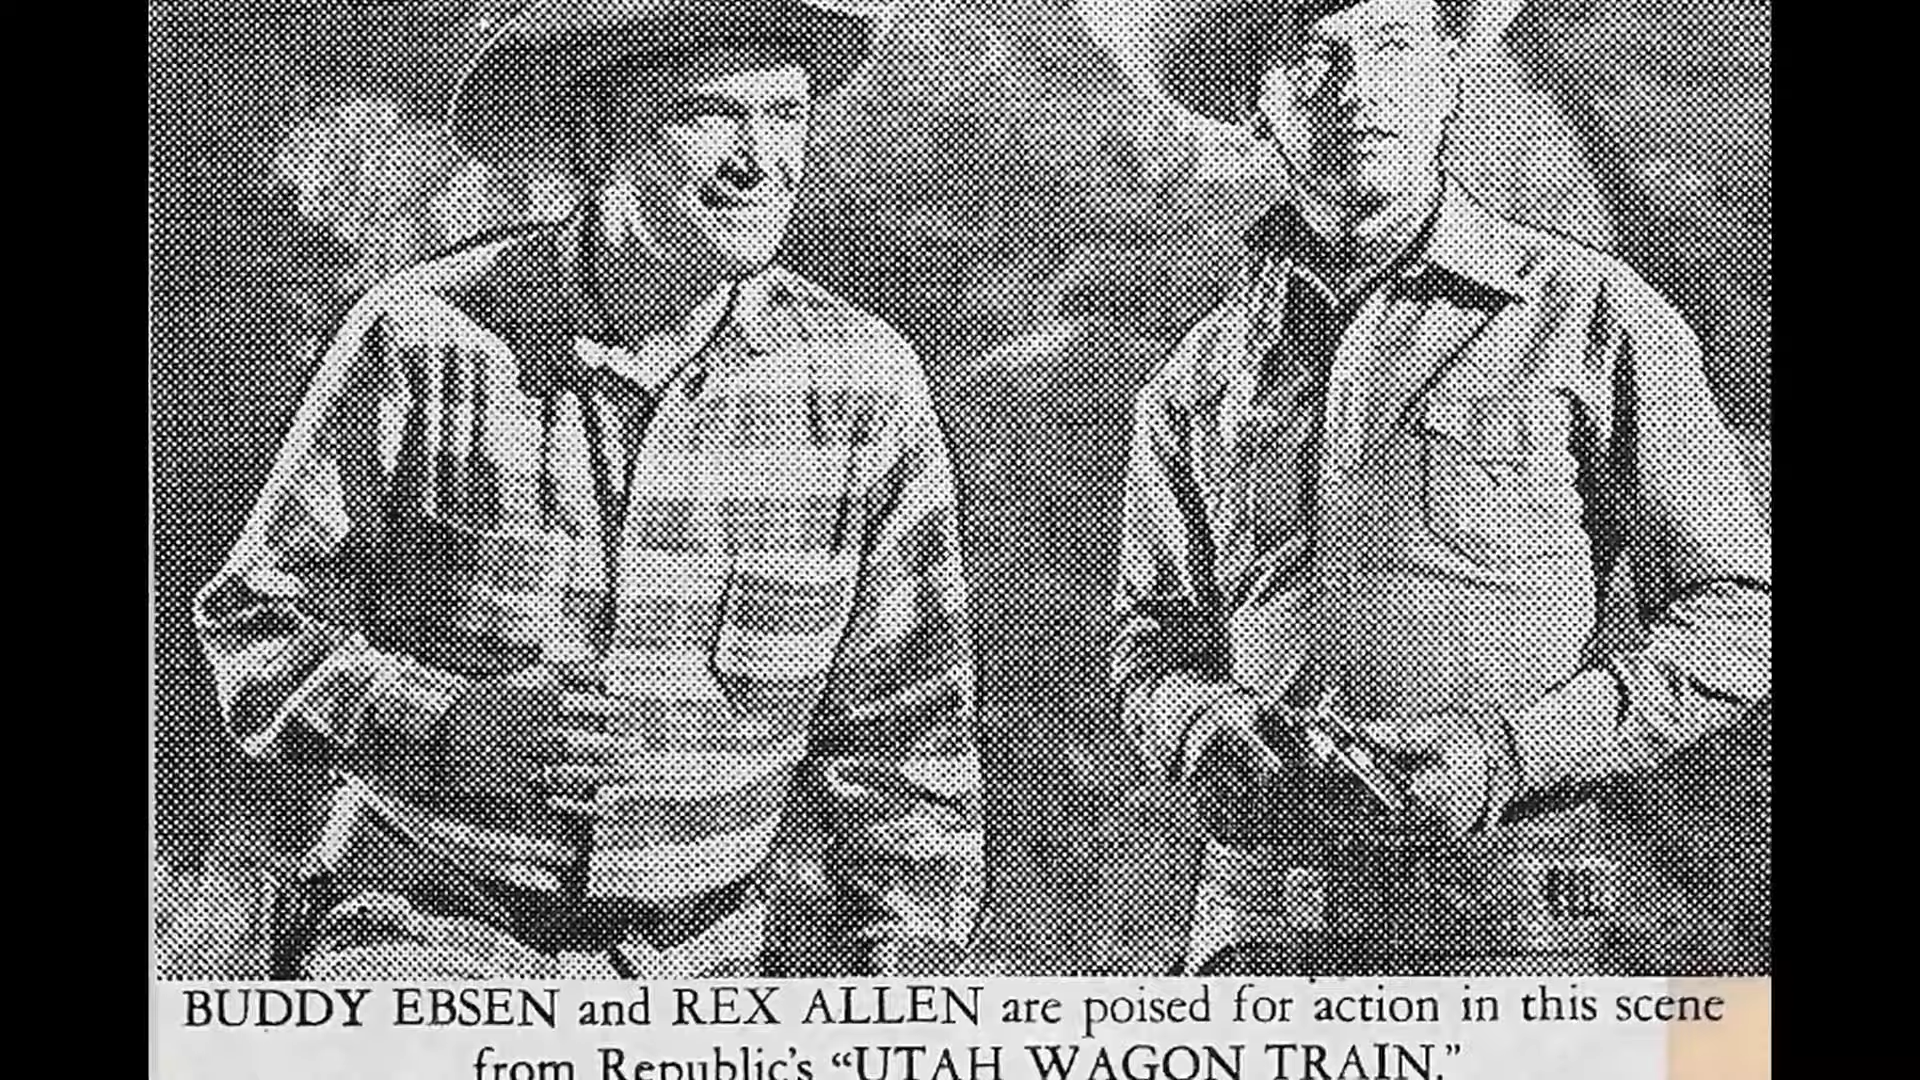 BUDDY EBSEN and REX ALLEN are poised for action in this scene
from Republic's “UTAH WAGON TRAIN.”